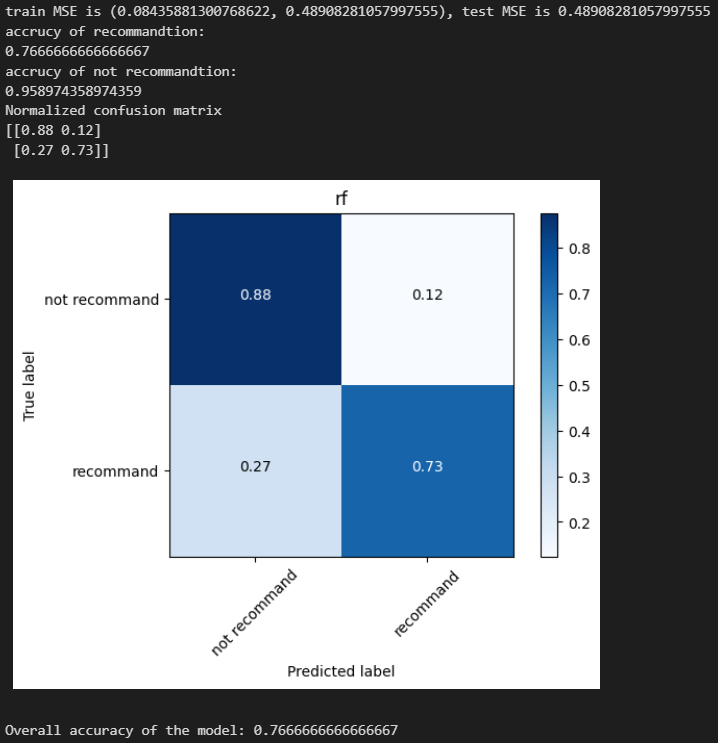 train MSE is (0.08435881300768622, 0.48908281057997555), test MSE is 0.48908281057997555
accrucy of recommandtion:
0.7666666666666667
accrucy of not recommandtion:
0.958974358974359
Normalized confusion matrix
[[0.88 0.12]
 [0.27 0.73]]
rf
not recommand
0.88
0.12
recommand
0.27
0.73
True label
not recommand
recommand
Predicted label
0.8
0.7
0.6
0.5
0.4
0.3
0.2
Overall accuracy of the model: 0.7666666666666667